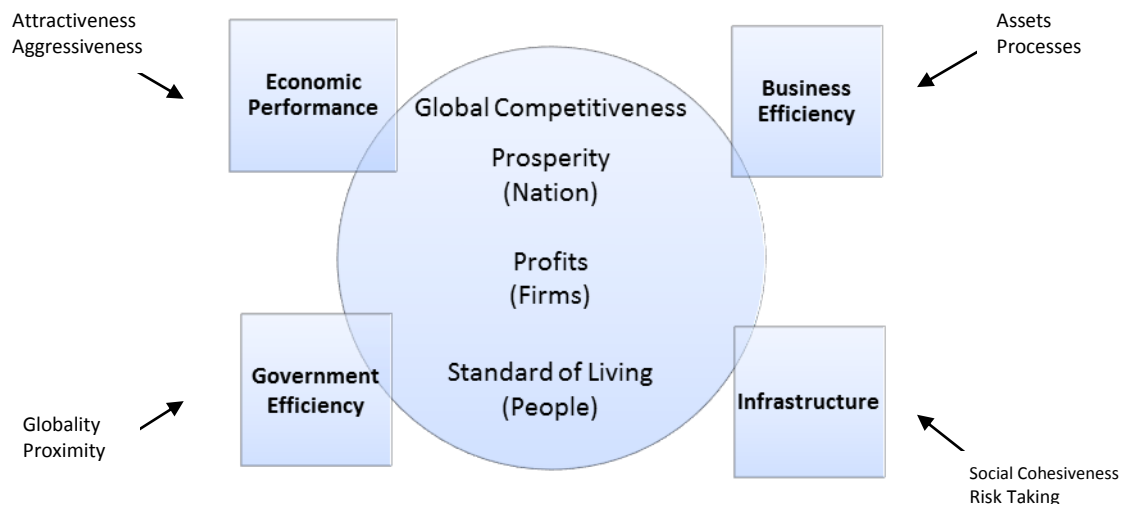 Attractiveness
Aggressiveness
Assets
Processes
Economic
Performance
Business
Efficiency
Global Competitiveness
Prosperity
(Nation)
Profits
(Firms)
Standard of Living
(People)
Government
Efficiency
Infrastructure
Globality
Proximity
Social Cohesiveness
Risk Taking